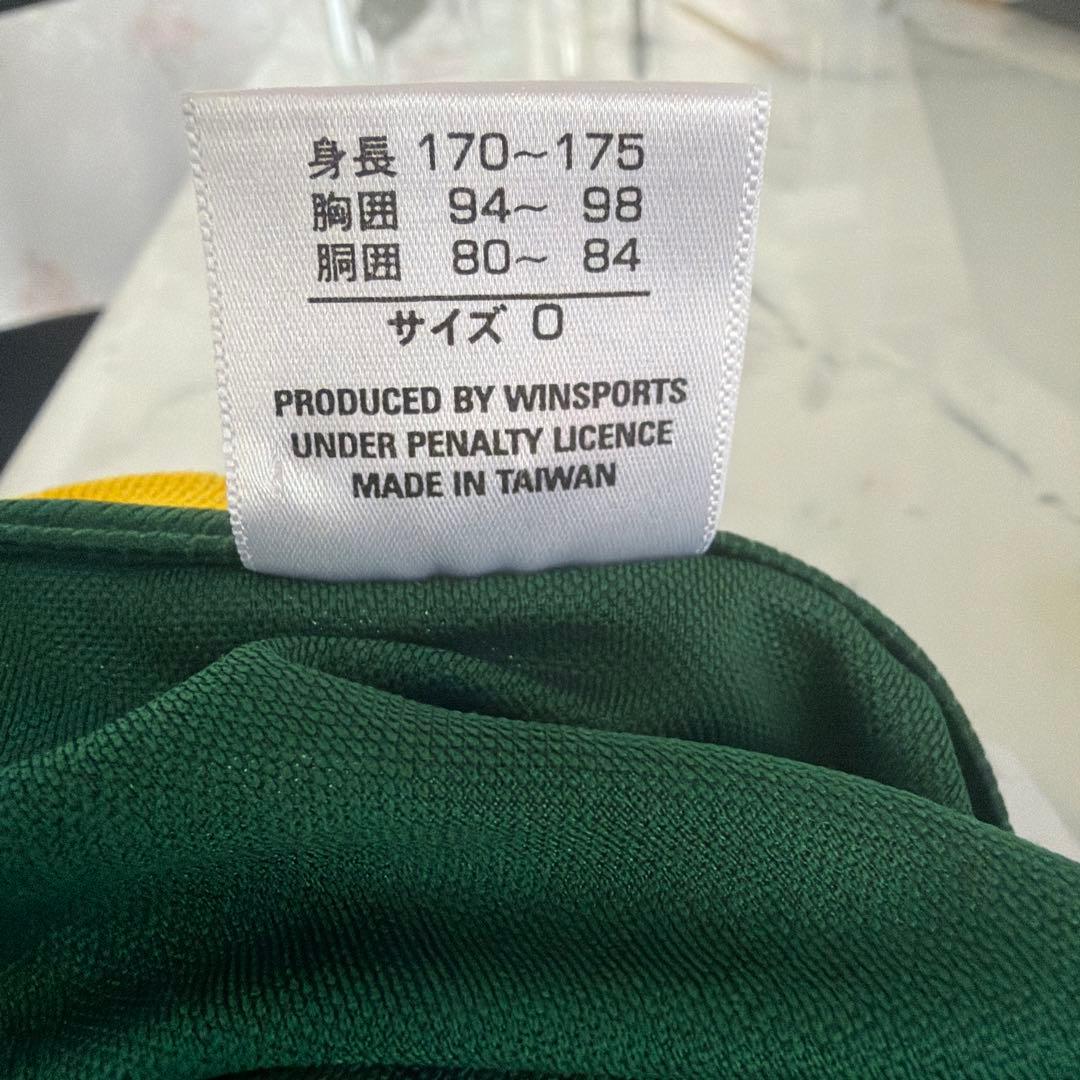 身長 170～175
胸囲 94～ 98
胴囲 80～ 84
サイズ O
PRODUCED BY WINSPORTS
UNDER PENALTY LICENCE
MADE IN TAIWAN